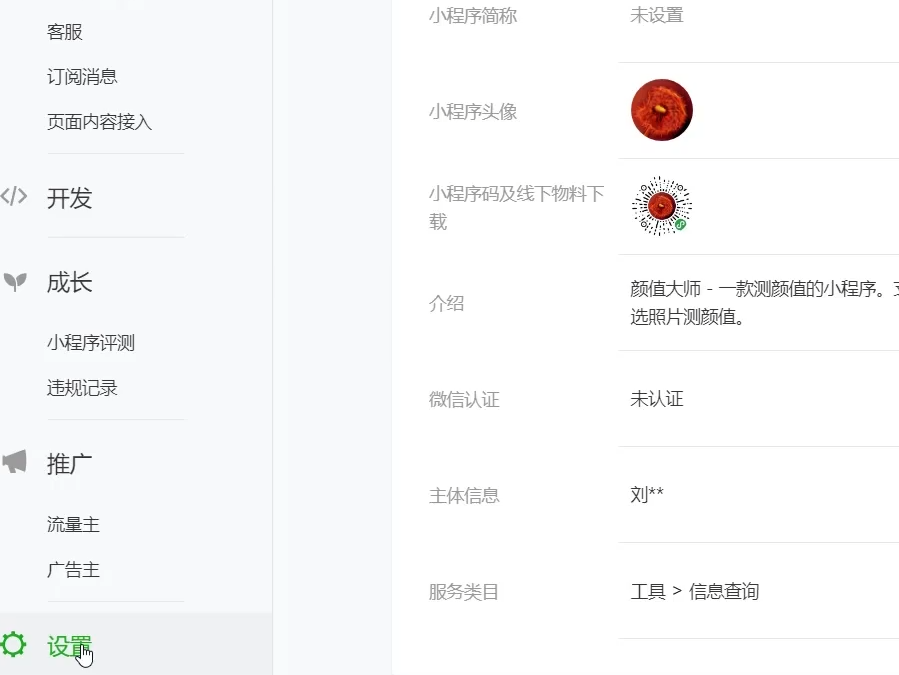 客服
订阅消息
页面内容接入
开发
成长
小程序评测
违规记录
推广
流量主
广告主
设置
小程序简称
未设置
小程序头像
小程序码及线下物料下
载
介绍
颜值大师 - 一款测颜值的小程序。
选照片测颜值。
微信认证
未认证
主体信息
刘**
服务类目
工具 > 信息查询